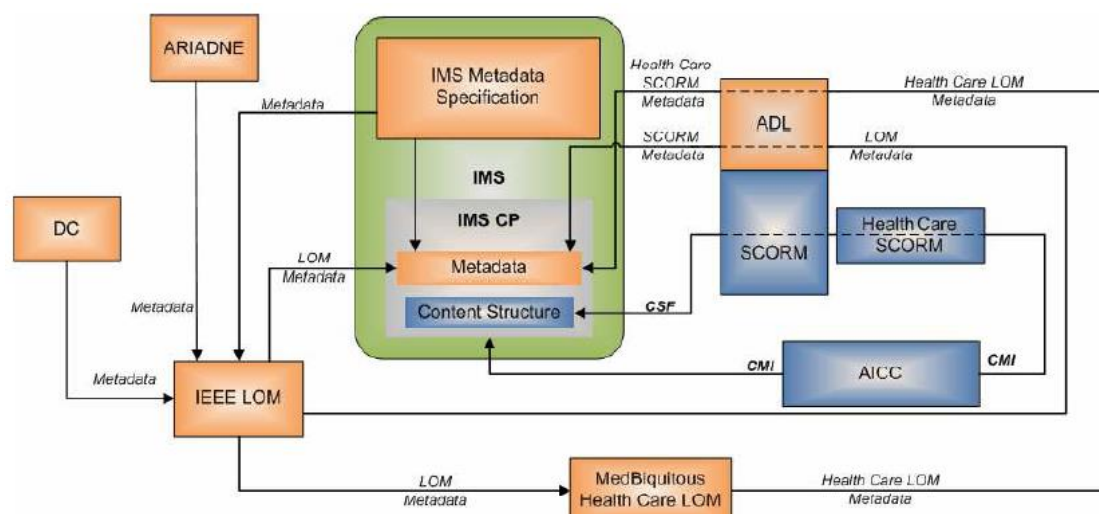 ARIADNE
IMS Metadata
Specification
Health Care
SCORM
Metadata
Health Care LOM
Metadata
Metadata
ADL
SCORM
Metadata
LOM
Metadata
IMS
DC
IMS CP
Health Care
SCORM
SCORM
LOM
Metadata
Metadata
Metadata
Content Structure
CSF
CMI
AICC
CMI
Metadata
IEEE LOM
LOM
Metadata
MedBiquitous
Health Care LOM
Health Care LOM
Metadata